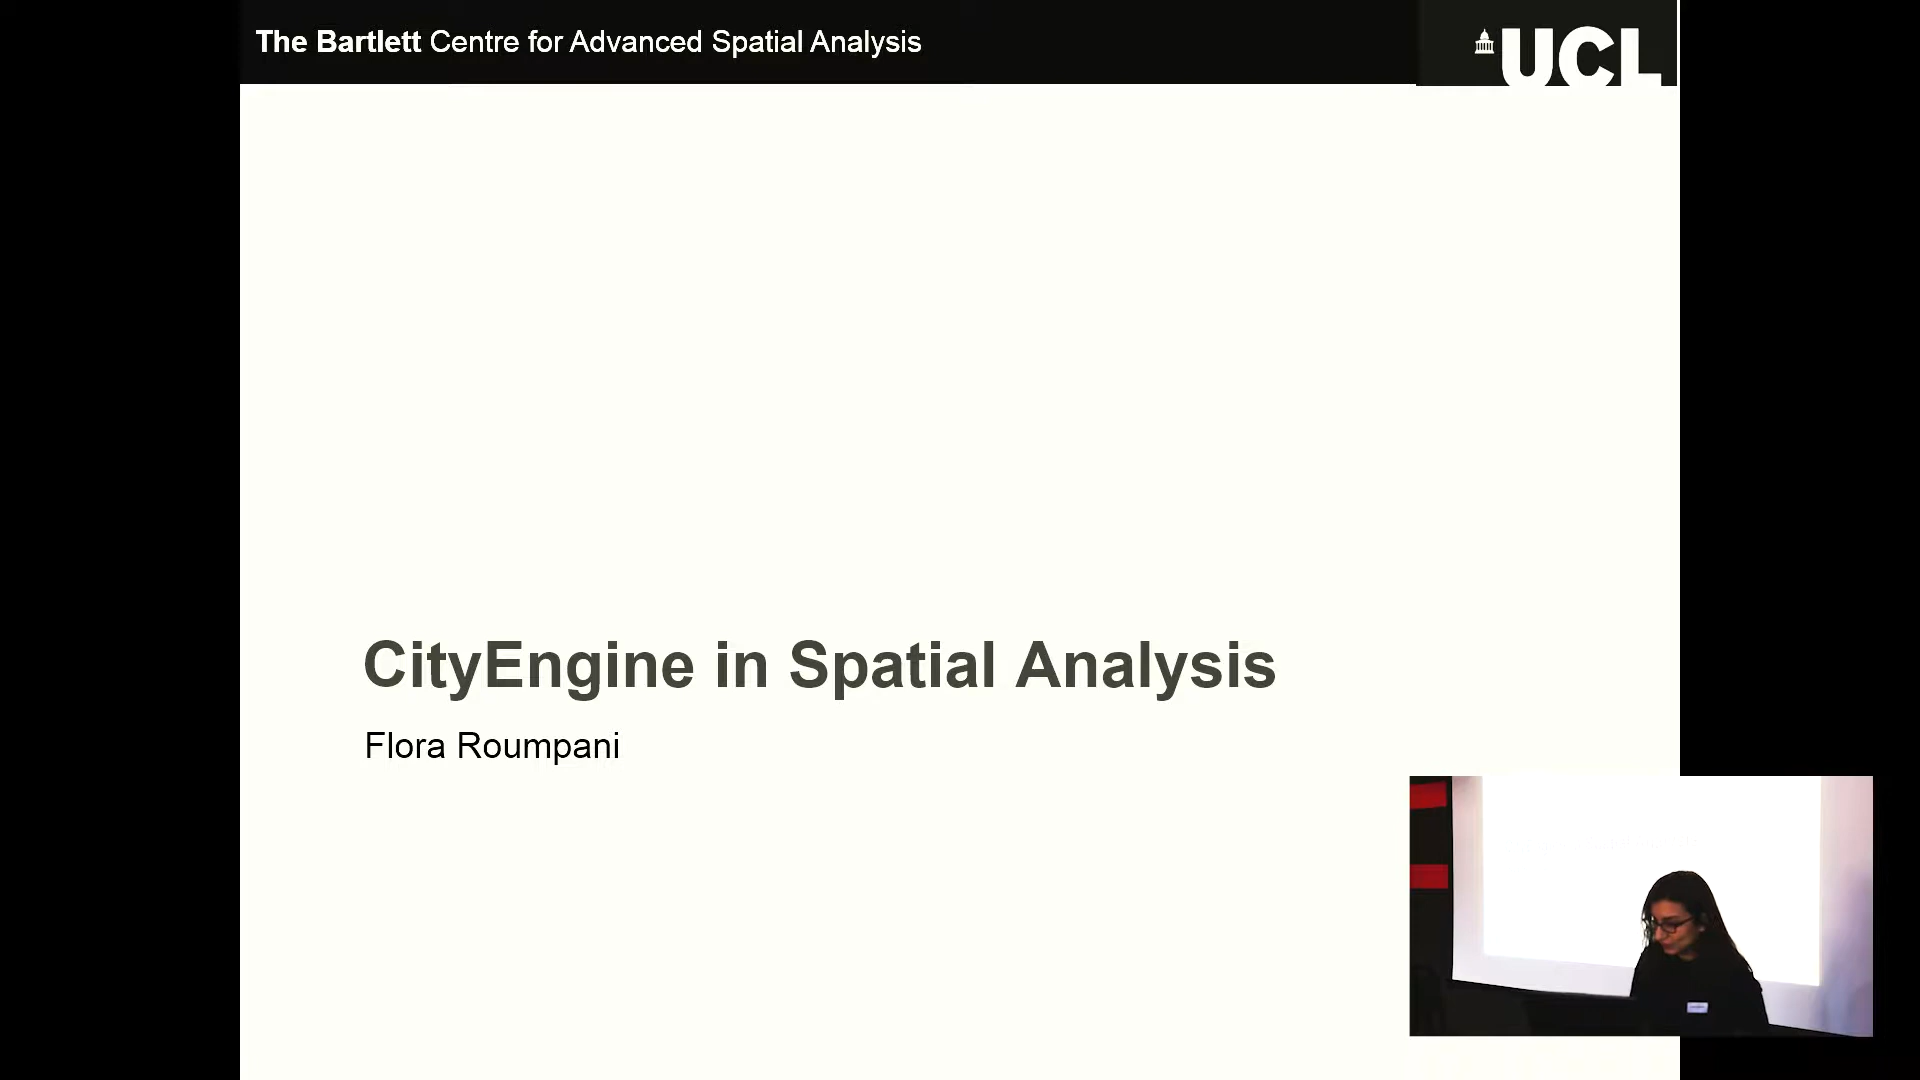 The Bartlett Centre for Advanced Spatial Analysis
UCL
CityEngine in Spatial Analysis
Flora Roumpani